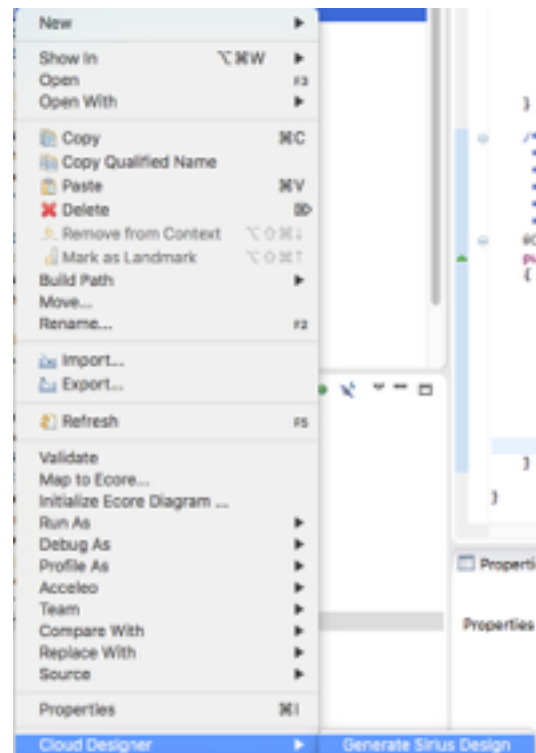 New
Show In ⌥⌘W
Open F3
Open With
Copy ⌘C
Copy Qualified Name
Paste ⌘V
Delete ⌦
Remove from Context ⌥⇧⌘↓
Mark as Landmark ⌥⇧⌘↑
Build Path
Move...
Rename... F2
Import...
Export...
Refresh F5
Validate
Map to Ecore...
Initialize Ecore Diagram ...
Run As
Debug As
Profile As
Acceleo
Team
Compare With
Replace With
Source
Properties ⌘I
Cloud Designer
Generate Sirius Design
}
/*
*
*
*
*
{
}
}
Properti
Properties